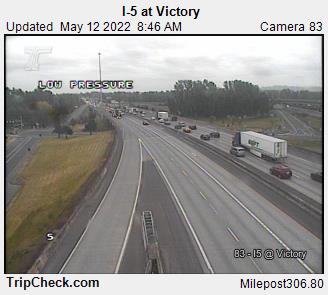 I-5 at Victory
Updated  May 12 2022  8:46 AM
Camera 83
LOW PRESSURE
S
83 - I5 @ Victory
TripCheck.com
Milepost306.80